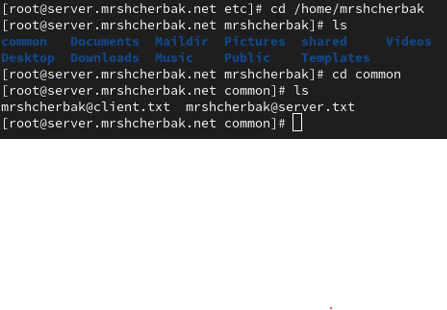 [root@server.mrshcherbak.net etc]# cd /home/mrshcherbak
[root@server.mrshcherbak.net mrshcherbak]# ls
common   Documents  Maildir  Pictures  shared     Videos
Desktop  Downloads  Music    Public    Templates
[root@server.mrshcherbak.net mrshcherbak]# cd common
[root@server.mrshcherbak.net common]# ls
mrshcherbak@client.txt  mrshcherbak@server.txt
[root@server.mrshcherbak.net common]#